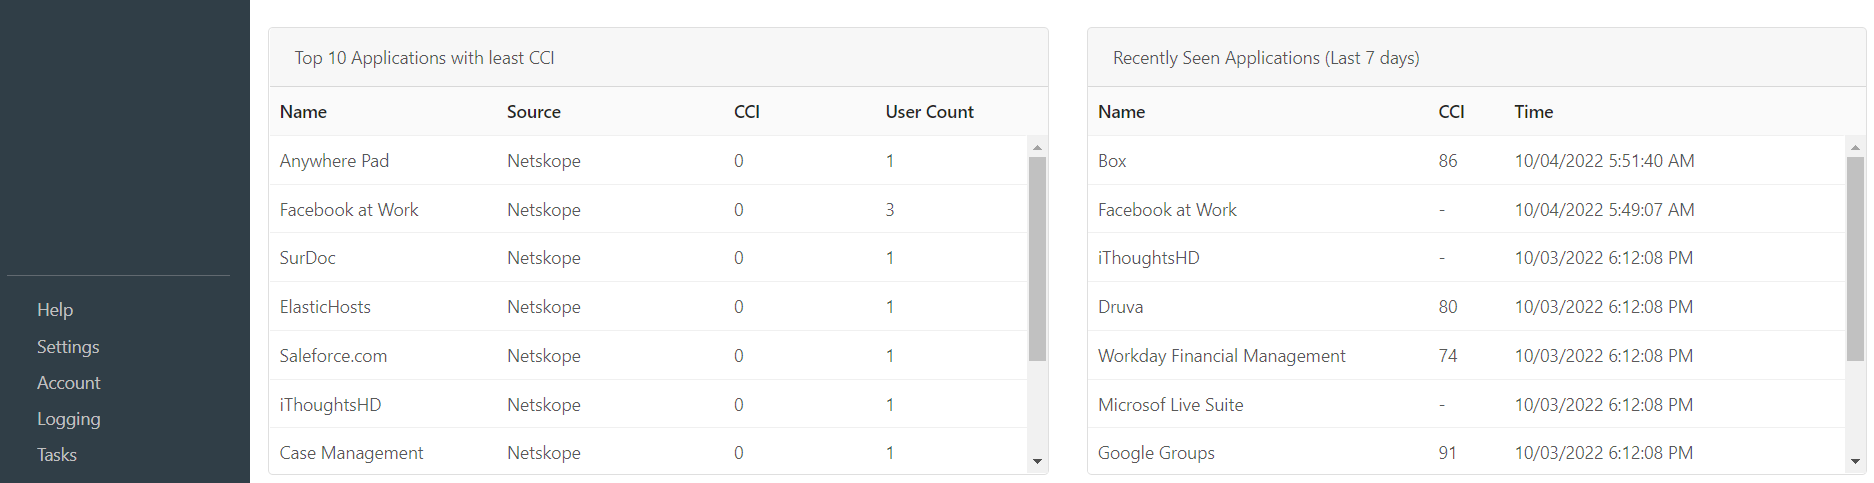 Help
Settings
Account
Logging
Tasks
Top 10 Applications with least CCI
Name Source CCI User Count
Anywhere Pad Netskope 0 1
Facebook at Work Netskope 0 3
SurDoc Netskope 0 1
ElasticHosts Netskope 0 1
Saleforce.com Netskope 0 1
iThoughtsHD Netskope 0 1
Case Management Netskope 0 1
Recently Seen Applications (Last 7 days)
Name CCI Time
Box 86 10/04/2022 5:51:40 AM
Facebook at Work - 10/04/2022 5:49:07 AM
iThoughtsHD - 10/03/2022 6:12:08 PM
Druva 80 10/03/2022 6:12:08 PM
Workday Financial Management 74 10/03/2022 6:12:08 PM
Microsof Live Suite - 10/03/2022 6:12:08 PM
Google Groups 91 10/03/2022 6:12:08 PM